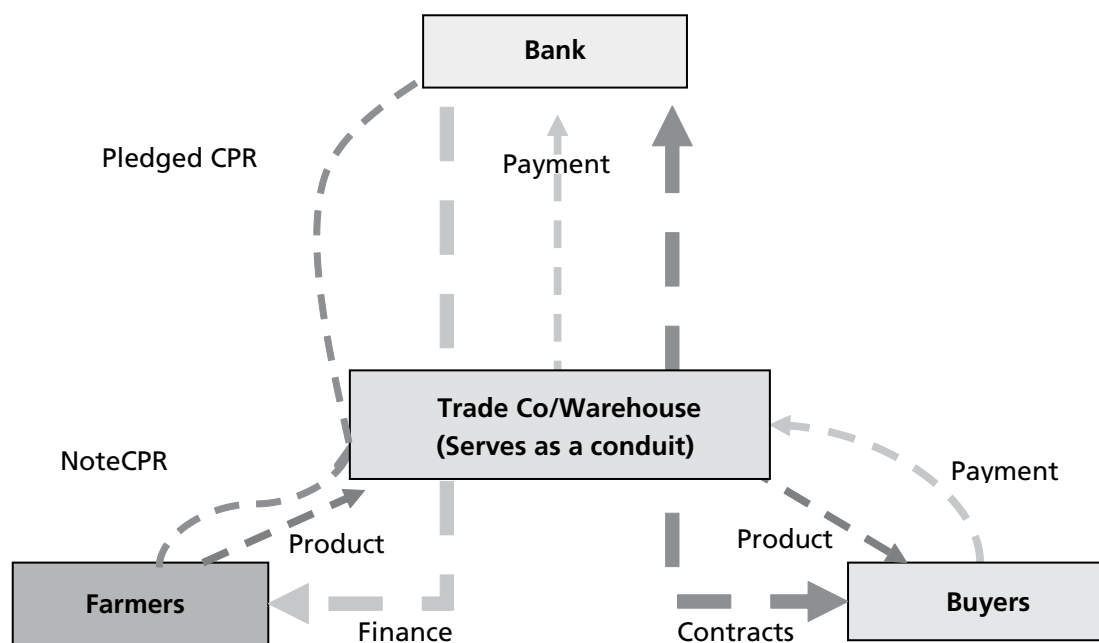 Bank
Pledged CPR
Payment
Trade Co/Warehouse
(Serves as a conduit)
NoteCPR
Payment
Product
Product
Farmers
Buyers
Finance
Contracts